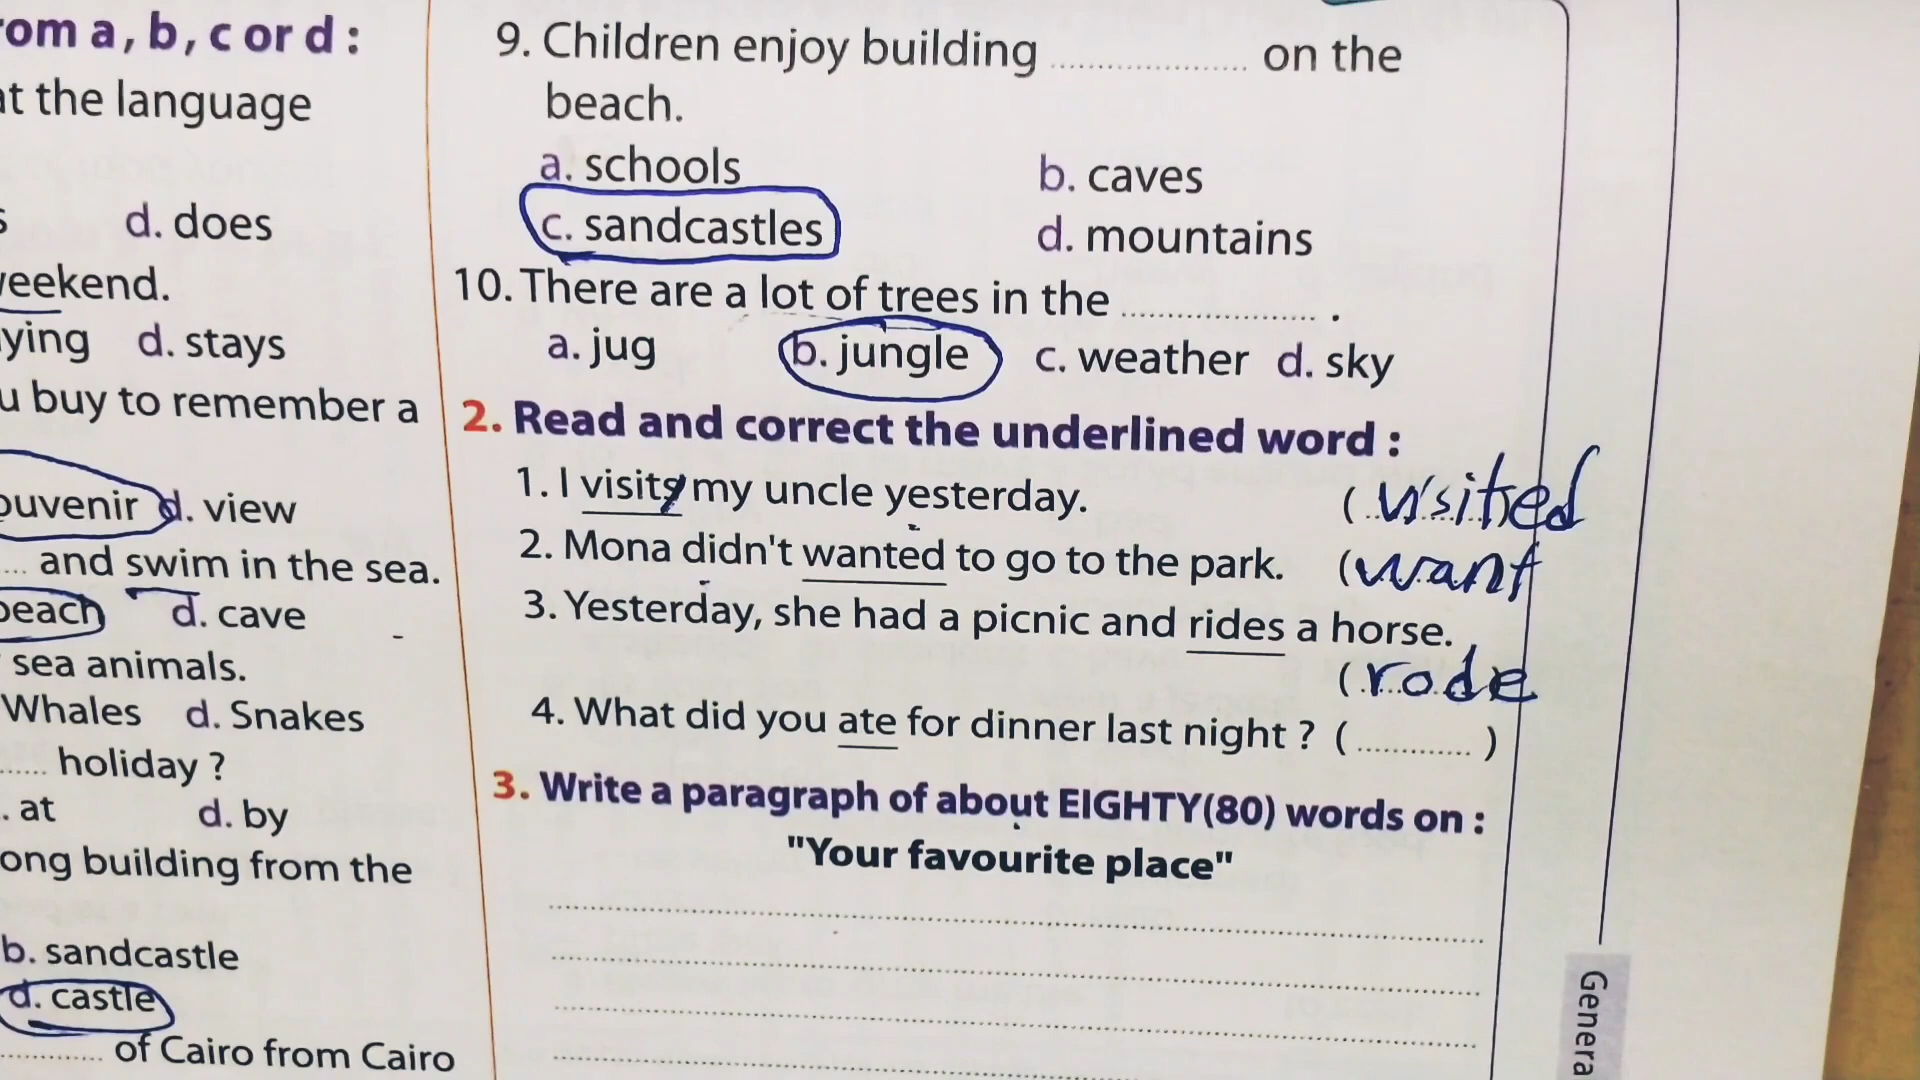 om a, b, c or d :
at the language
d. does
weekend.
ying d. stays
u buy to remember a
ouvenir d. view
... and swim in the sea.
beach d. cave
sea animals.
Whales d. Snakes
...... holiday ?
. at d. by
ong building from the
b. sandcastle
d. castle
............ of Cairo from Cairo
9. Children enjoy building .................... on the
beach.
a. schools b. caves
c. sandcastles d. mountains
10. There are a lot of trees in the .................... .
a. jug b. jungle c. weather d. sky
2. Read and correct the underlined word :
1. I visits my uncle yesterday. (visited
2. Mona didn't wanted to go to the park. (want
3. Yesterday, she had a picnic and rides a horse.
(rode
4. What did you ate for dinner last night ? (............)
3. Write a paragraph of about EIGHTY(80) words on :
"Your favourite place"
Genera